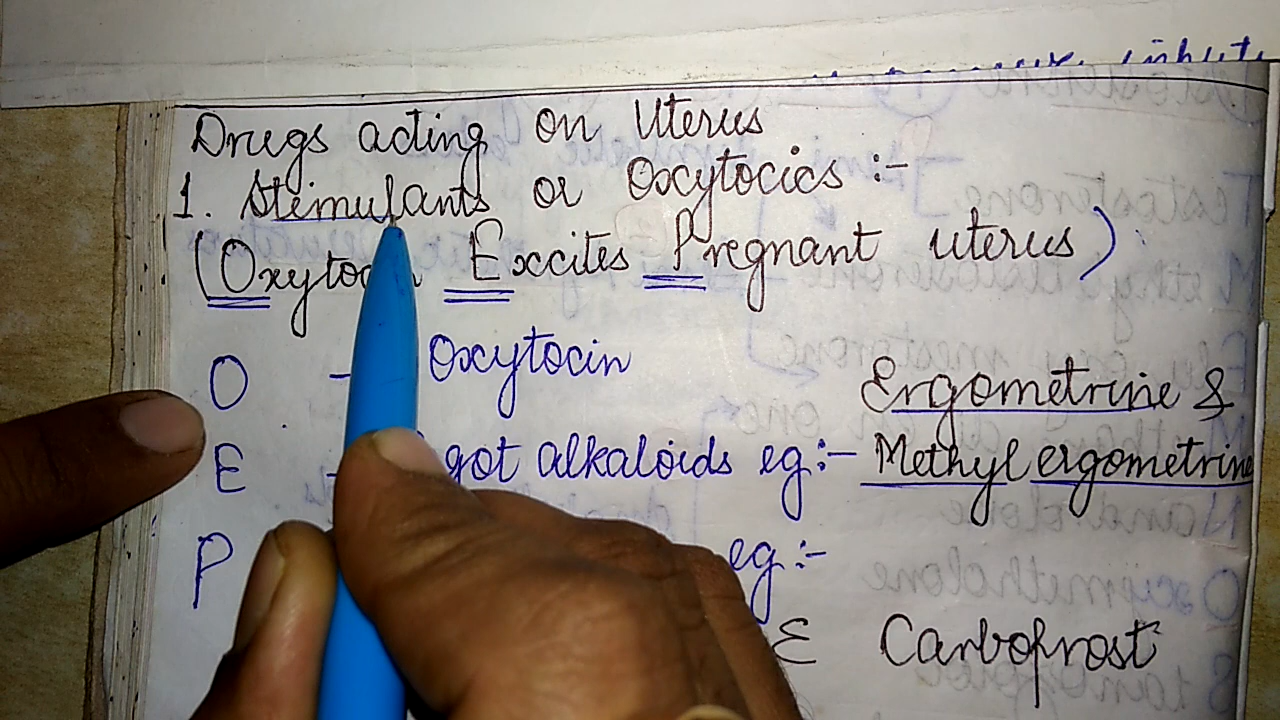 Drugs acting on Uterus
1. Stimulants or Oxytocics :-
(Oxytoc Excites Pregnant uterus)
O - Oxytocin
Ergometrine &
E - got alkaloids eg:- Methyl ergometrine
P eg:-
& Carboprost